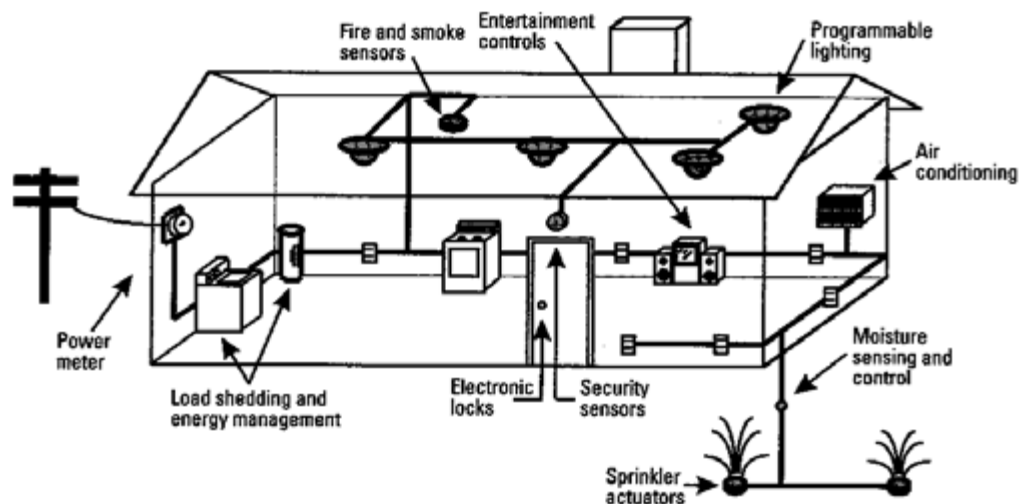 Fire and smoke
sensors
Entertainment
controls
Programmable
lighting
Air
conditioning
Power
meter
Load shedding and
energy management
Electronic
locks
Security
sensors
Moisture
sensing and
control
Sprinkler
actuators